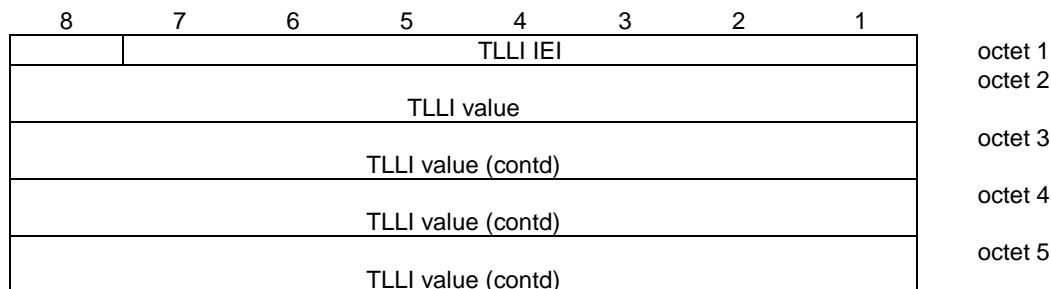 8 7 6 5 4 3 2 1
TLLI IEI octet 1
octet 2
TLLI value
octet 3
TLLI value (contd)
octet 4
TLLI value (contd)
octet 5
TLLI value (contd)